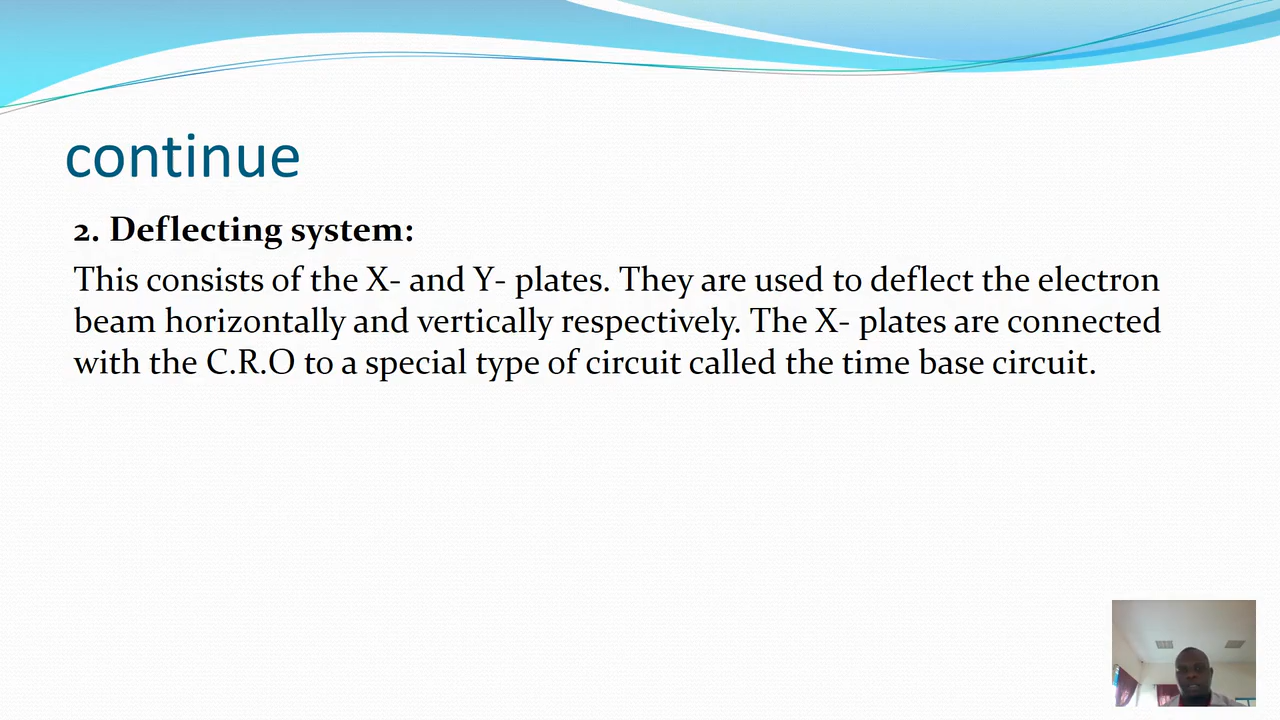 continue
2. Deflecting system:
This consists of the X- and Y- plates. They are used to deflect the electron
beam horizontally and vertically respectively. The X- plates are connected
with the C.R.O to a special type of circuit called the time base circuit.